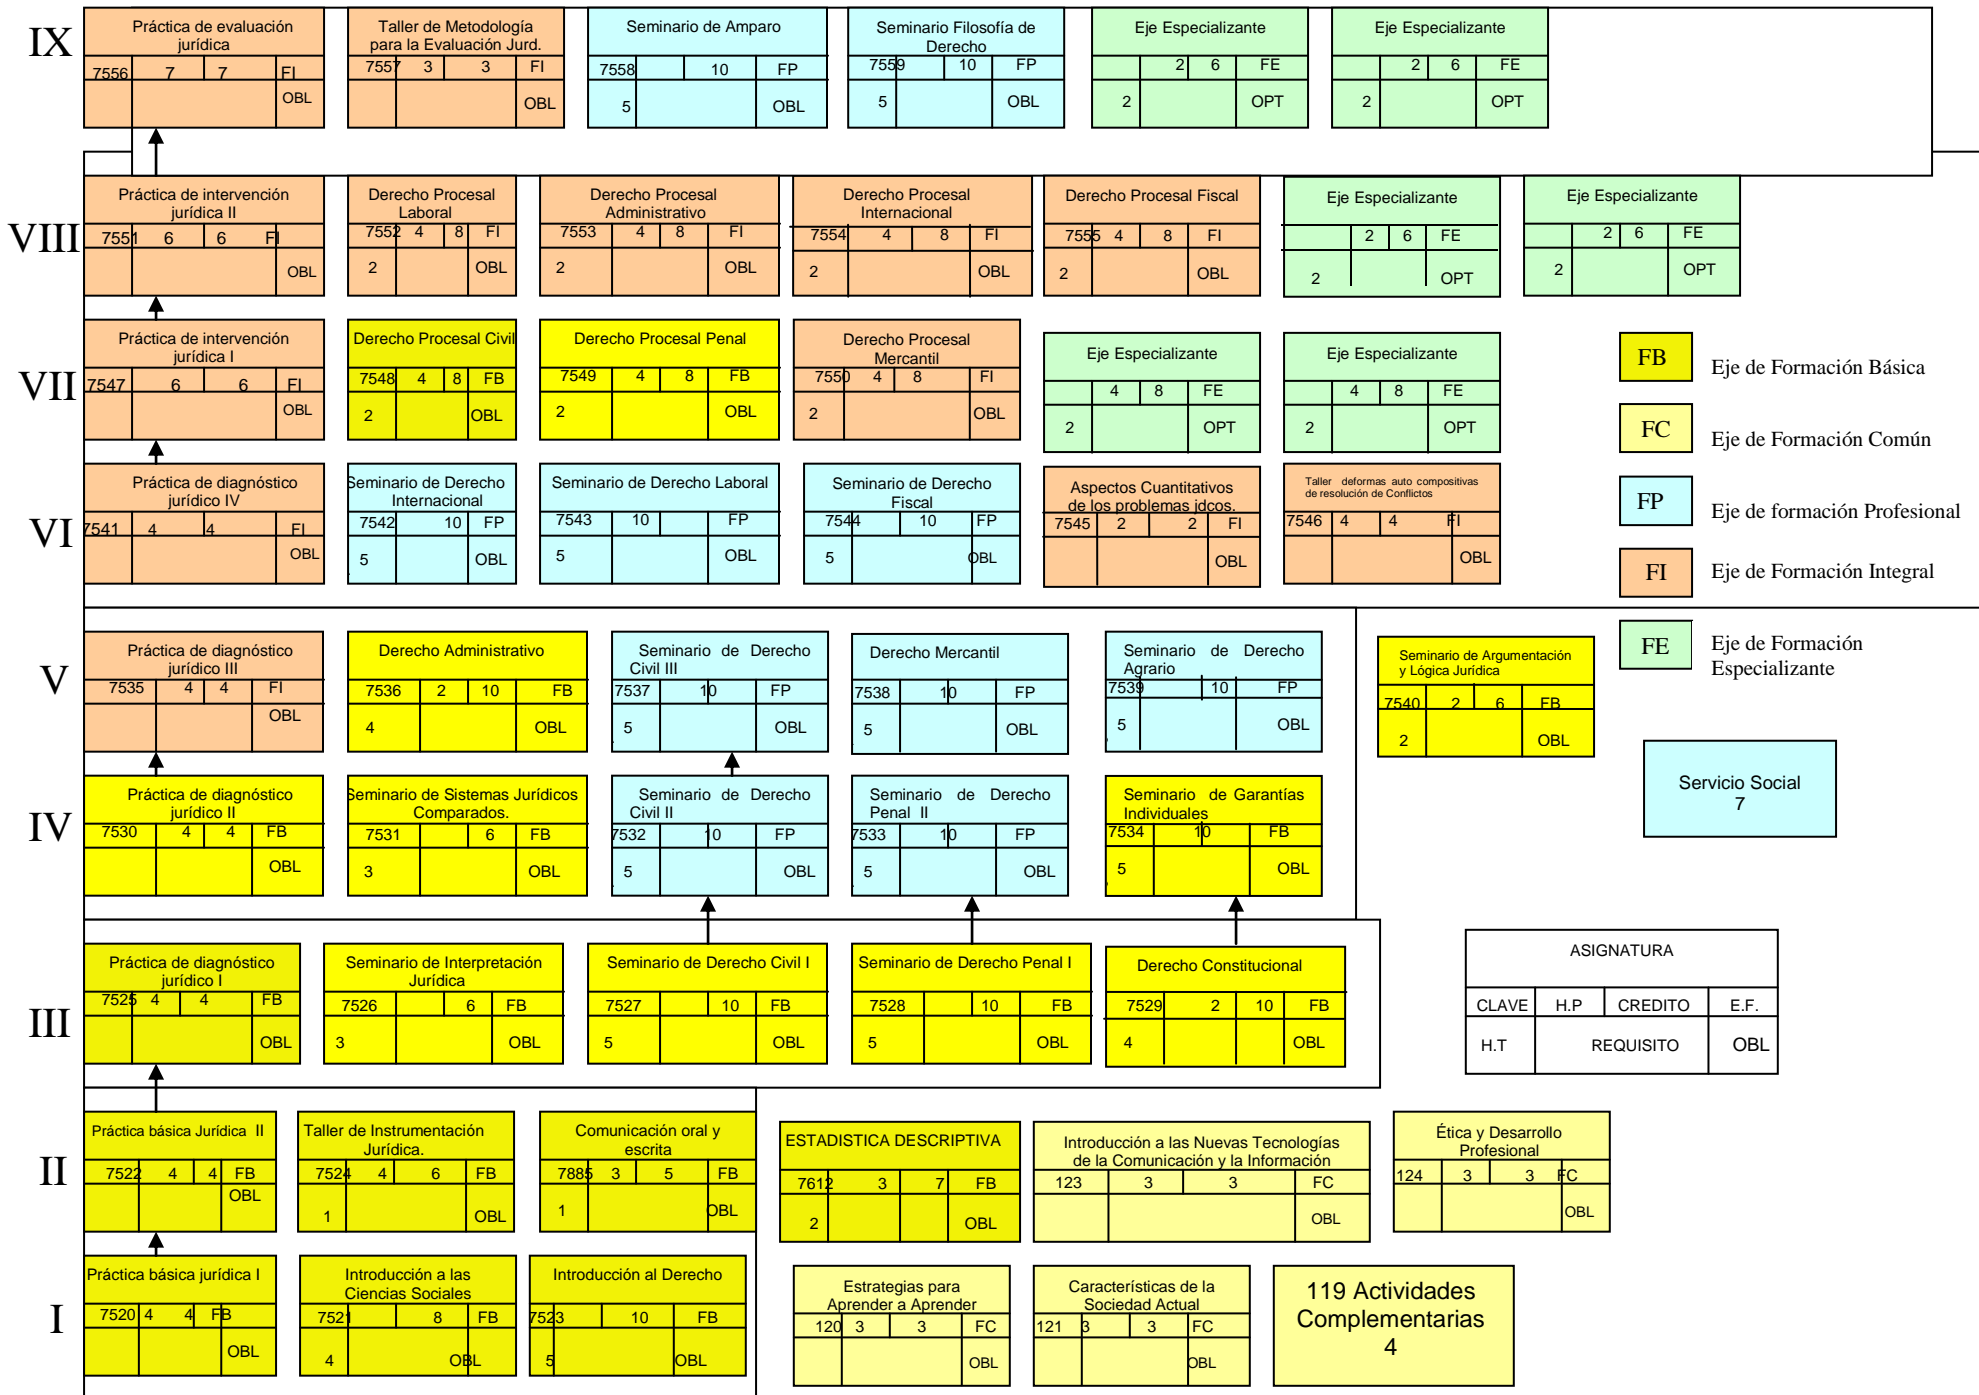 IX
Práctica de evaluación
jurídica
7556 7 7 FI
OBL
Taller de Metodología
para la Evaluación Jurd.
7557 3 3 FI
OBL
Seminario de Amparo
7558 10 FP
5 OBL
Seminario Filosofía de
Derecho
7559 10 FP
5 OBL
Eje Especializante
2 6 FE
2 OPT
Eje Especializante
2 6 FE
2 OPT
VIII
Práctica de intervención
jurídica II
7551 6 6 FI
OBL
Derecho Procesal
Laboral
7552 4 8 FI
2 OBL
Derecho Procesal
Administrativo
7553 4 8 FI
2 OBL
Derecho Procesal
Internacional
7554 4 8 FI
2 OBL
Derecho Procesal Fiscal
7555 4 8 FI
2 OBL
Eje Especializante
2 6 FE
2 OPT
Eje Especializante
2 6 FE
2 OPT
VII
Práctica de intervención
jurídica I
7547 6 6 FI
OBL
Derecho Procesal Civil
7548 4 8 FB
2 OBL
Derecho Procesal Penal
7549 4 8 FB
2 OBL
Derecho Procesal
Mercantil
7550 4 8 FI
2 OBL
Eje Especializante
4 8 FE
2 OPT
Eje Especializante
4 8 FE
2 OPT
FB Eje de Formación Básica
FC Eje de Formación Común
FP Eje de formación Profesional
FI Eje de Formación Integral
FE Eje de Formación
Especializante
VI
Práctica de diagnóstico
jurídico IV
7541 4 4 FI
OBL
Seminario de Derecho
Internacional
7542 10 FP
5 OBL
Seminario de Derecho Laboral
7543 10 FP
5 OBL
Seminario de Derecho
Fiscal
7544 10 FP
5 OBL
Aspectos Cuantitativos
de los problemas jdcos.
7545 2 2 FI
OBL
Taller deformas auto compositivas
de resolución de Conflictos
7546 4 4 FI
OBL
V
Práctica de diagnóstico
jurídico III
7535 4 4 FI
OBL
Derecho Administrativo
7536 2 10 FB
4 OBL
Seminario de Derecho
Civil III
7537 10 FP
5 OBL
Derecho Mercantil
7538 10 FP
5 OBL
Seminario de Derecho
Agrario
7539 10 FP
5 OBL
Seminario de Argumentación
y Lógica Jurídica
7540 2 6 FB
2 OBL
Servicio Social
7
IV
Práctica de diagnóstico
jurídico II
7530 4 4 FB
OBL
Seminario de Sistemas Jurídicos
Comparados.
7531 6 FB
3 OBL
Seminario de Derecho
Civil II
7532 10 FP
5 OBL
Seminario de Derecho
Penal II
7533 10 FP
5 OBL
Seminario de Garantías
Individuales
7534 10 FB
5 OBL
III
Práctica de diagnóstico
jurídico I
7525 4 4 FB
OBL
Seminario de Interpretación
Jurídica
7526 6 FB
3 OBL
Seminario de Derecho Civil I
7527 10 FB
5 OBL
Seminario de Derecho Penal I
7528 10 FB
5 OBL
Derecho Constitucional
7529 2 10 FB
4 OBL
ASIGNATURA
CLAVE H.P CREDITO E.F.
H.T REQUISITO OBL
II
Práctica básica Jurídica II
7522 4 4 FB
OBL
Taller de Instrumentación
Jurídica.
7524 4 6 FB
1 OBL
Comunicación oral y
escrita
7885 3 5 FB
1 OBL
ESTADISTICA DESCRIPTIVA
7612 3 7 FB
2 OBL
Introducción a las Nuevas Tecnologías
de la Comunicación y la Información
123 3 3 FC
OBL
Ética y Desarrollo
Profesional
124 3 3 FC
OBL
I
Práctica básica jurídica I
7520 4 4 FB
OBL
Introducción a las
Ciencias Sociales
7521 8 FB
4 OBL
Introducción al Derecho
7523 10 FB
5 OBL
Estrategias para
Aprender a Aprender
120 3 3 FC
OBL
Características de la
Sociedad Actual
121 3 3 FC
OBL
119 Actividades
Complementarias
4